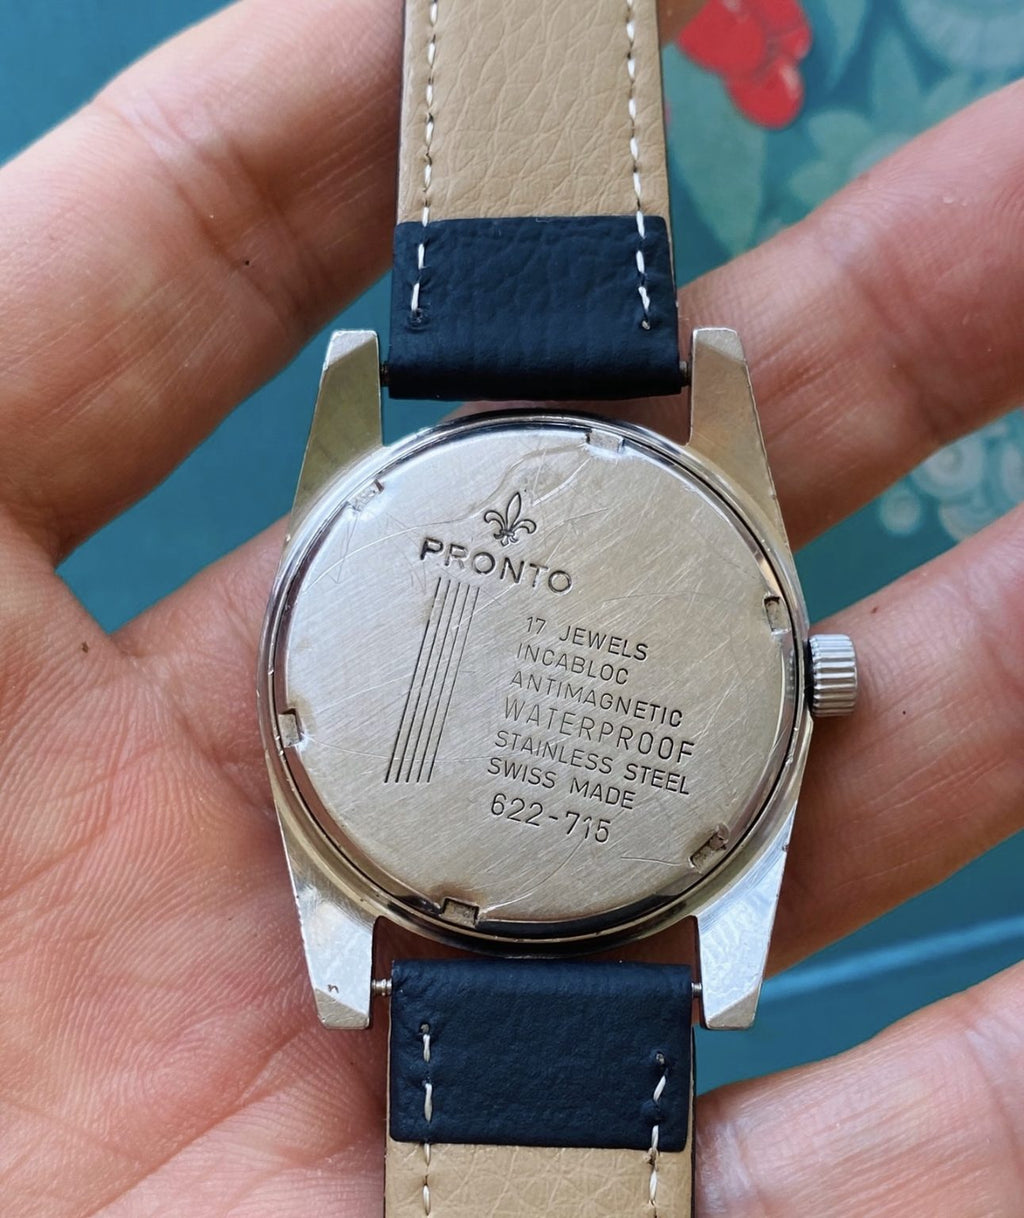 PRONTO
17 JEWELS
INCABLOC
ANTIMAGNETIC
WATERPROOF
STAINLESS STEEL
SWISS MADE
622-715